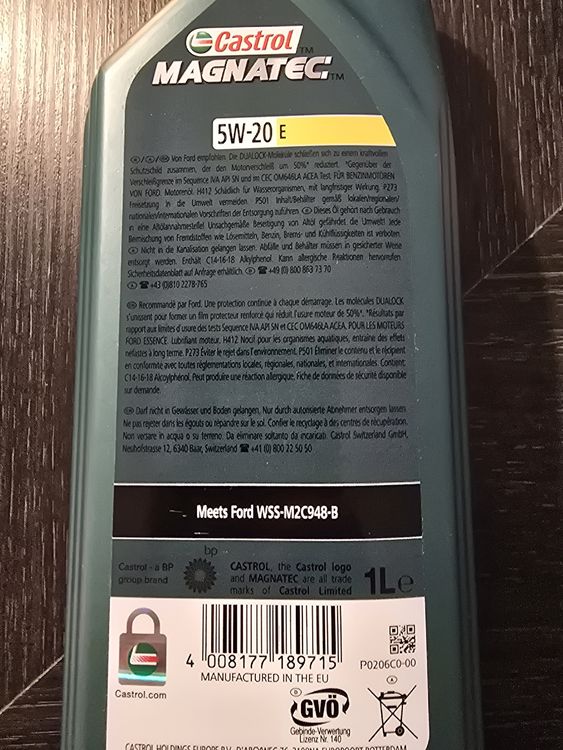 Castrol TM
MAGNATEC TM
5W-20 E
Von Ford empfohlen. Die DUALOCK-Moleküle schließen sich zu einem kraftvollen
Schutzschild zusammen, der den Motorverschleiß um 50%* reduziert. *Gegenüber der
Verschleißgrenze im Sequence IVA API SN und im CEC OM646LA ACEA Test. FÜR BENZINMOTOREN
VON FORD. Motorenöl. H412 Schädlich für Wasserorganismen, mit langfristiger Wirkung. P273
Freisetzung in die Umwelt vermeiden. P501 Inhalt/Behälter gemäß lokalen/regionalen/
nationalen/internationalen Vorschriften der Entsorgung zuführen. Dieses Öl gehört nach Gebrauch
in eine Altölannahmestelle! Unsachgemäße Beseitigung von Altöl gefährdet die Umwelt! Jede
Beimischung von Fremdstoffen wie Lösemitteln, Benzin, Brems- und Kühlflüssigkeiten ist verboten.
Nicht in die Kanalisation gelangen lassen. Abfälle und Behälter müssen in gesicherter Weise
entsorgt werden. Enthält C14-16-18 Alkylphenol. Kann allergische Reaktionen hervorrufen.
Sicherheitsdatenblatt auf Anfrage erhältlich. D ☎ +49 (0) 800 863 73 70
A ☎ +43 (0)810 2278-765
Recommandé par Ford. Une protection continue à chaque démarrage. Les molécules DUALOCK
s'unissent pour former un film protecteur renforcé qui réduit l'usure moteur de 50%*. *Résultats par
rapport aux limites d'usure des tests Sequence IVA API SN et CEC OM646LA ACEA. POUR LES MOTEURS
FORD ESSENCE. Lubrifiant moteur. H412 Nocif pour les organismes aquatiques, entraîne des effets
néfastes à long terme. P273 Éviter le rejet dans l'environnement. P501 Éliminer le contenu et le récipient
en conformité avec toutes réglementations locales, régionales, nationales, et internationales. Contient
C14-16-18 Alcoylphénol. Peut produire une réaction allergique. Fiche de données de sécurité disponible
sur demande.
CH Darf nicht in Gewässer und Boden gelangen. Nur durch autorisierte Abnehmer entsorgen lassen.
Ne pas rejeter dans les égouts ou répandre sur le sol. Confier le recyclage à des centres de récupération.
Non versare in acqua o su terreno. Da eliminare soltanto da incaricati. Castrol Switzerland GmbH,
Neuhofstrasse 12, 6340 Baar, Switzerland ☎ +41 (0) 800 22 50 50
Meets Ford WSS-M2C948-B
Castrol - a BP
group brand
bp
CASTROL, the Castrol logo
and MAGNATEC are all trade
marks of Castrol Limited
1L e
4 008177 189715
MANUFACTURED IN THE EU
P0206C0-00
Castrol.com
GVÖ
Gebinde-Verwertung
Lizenz Nr. 140